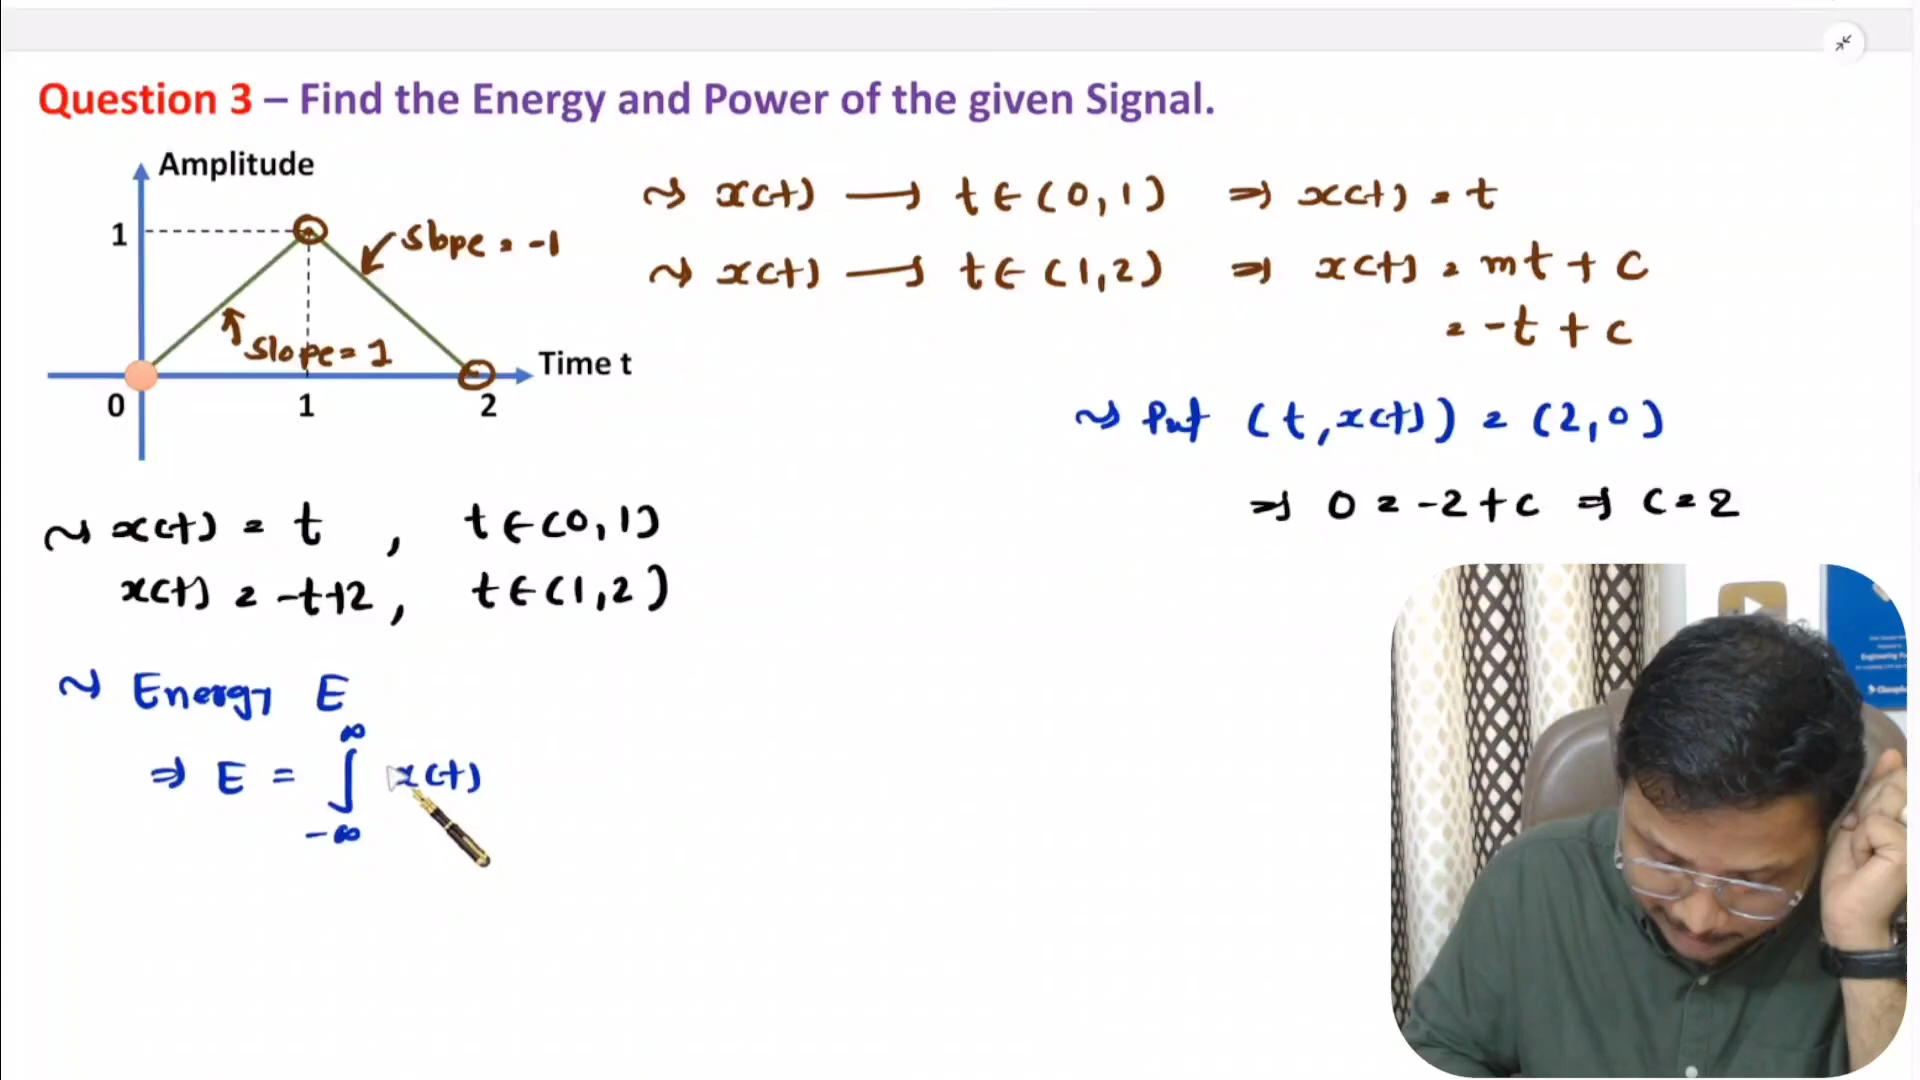 Question 3 – Find the Energy and Power of the given Signal.
Amplitude
1
Slope = -1
Slope = 1
Time t
0 1 2
~> x(t) → t ∈ (0,1) ⇒ x(t) = t
~> x(t) → t ∈ (1,2) ⇒ x(t) = mt + c
= -t + c
~> Put (t, x(t)) = (2,0)
⇒ 0 = -2 + c ⇒ c = 2
~> x(t) = t , t ∈ (0,1)
x(t) = -t+2 , t ∈ (1,2)
~> Energy E
⇒ E = ∫_{-∞}^{∞} x(t)